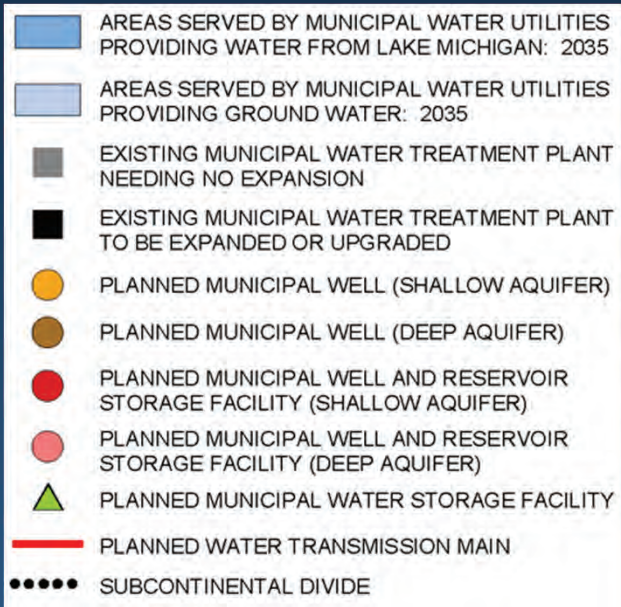 AREAS SERVED BY MUNICIPAL WATER UTILITIES
PROVIDING WATER FROM LAKE MICHIGAN: 2035
AREAS SERVED BY MUNICIPAL WATER UTILITIES
PROVIDING GROUND WATER: 2035
EXISTING MUNICIPAL WATER TREATMENT PLANT
NEEDING NO EXPANSION
EXISTING MUNICIPAL WATER TREATMENT PLANT
TO BE EXPANDED OR UPGRADED
PLANNED MUNICIPAL WELL (SHALLOW AQUIFER)
PLANNED MUNICIPAL WELL (DEEP AQUIFER)
PLANNED MUNICIPAL WELL AND RESERVOIR
STORAGE FACILITY (SHALLOW AQUIFER)
PLANNED MUNICIPAL WELL AND RESERVOIR
STORAGE FACILITY (DEEP AQUIFER)
PLANNED MUNICIPAL WATER STORAGE FACILITY
PLANNED WATER TRANSMISSION MAIN
SUBCONTINENTAL DIVIDE